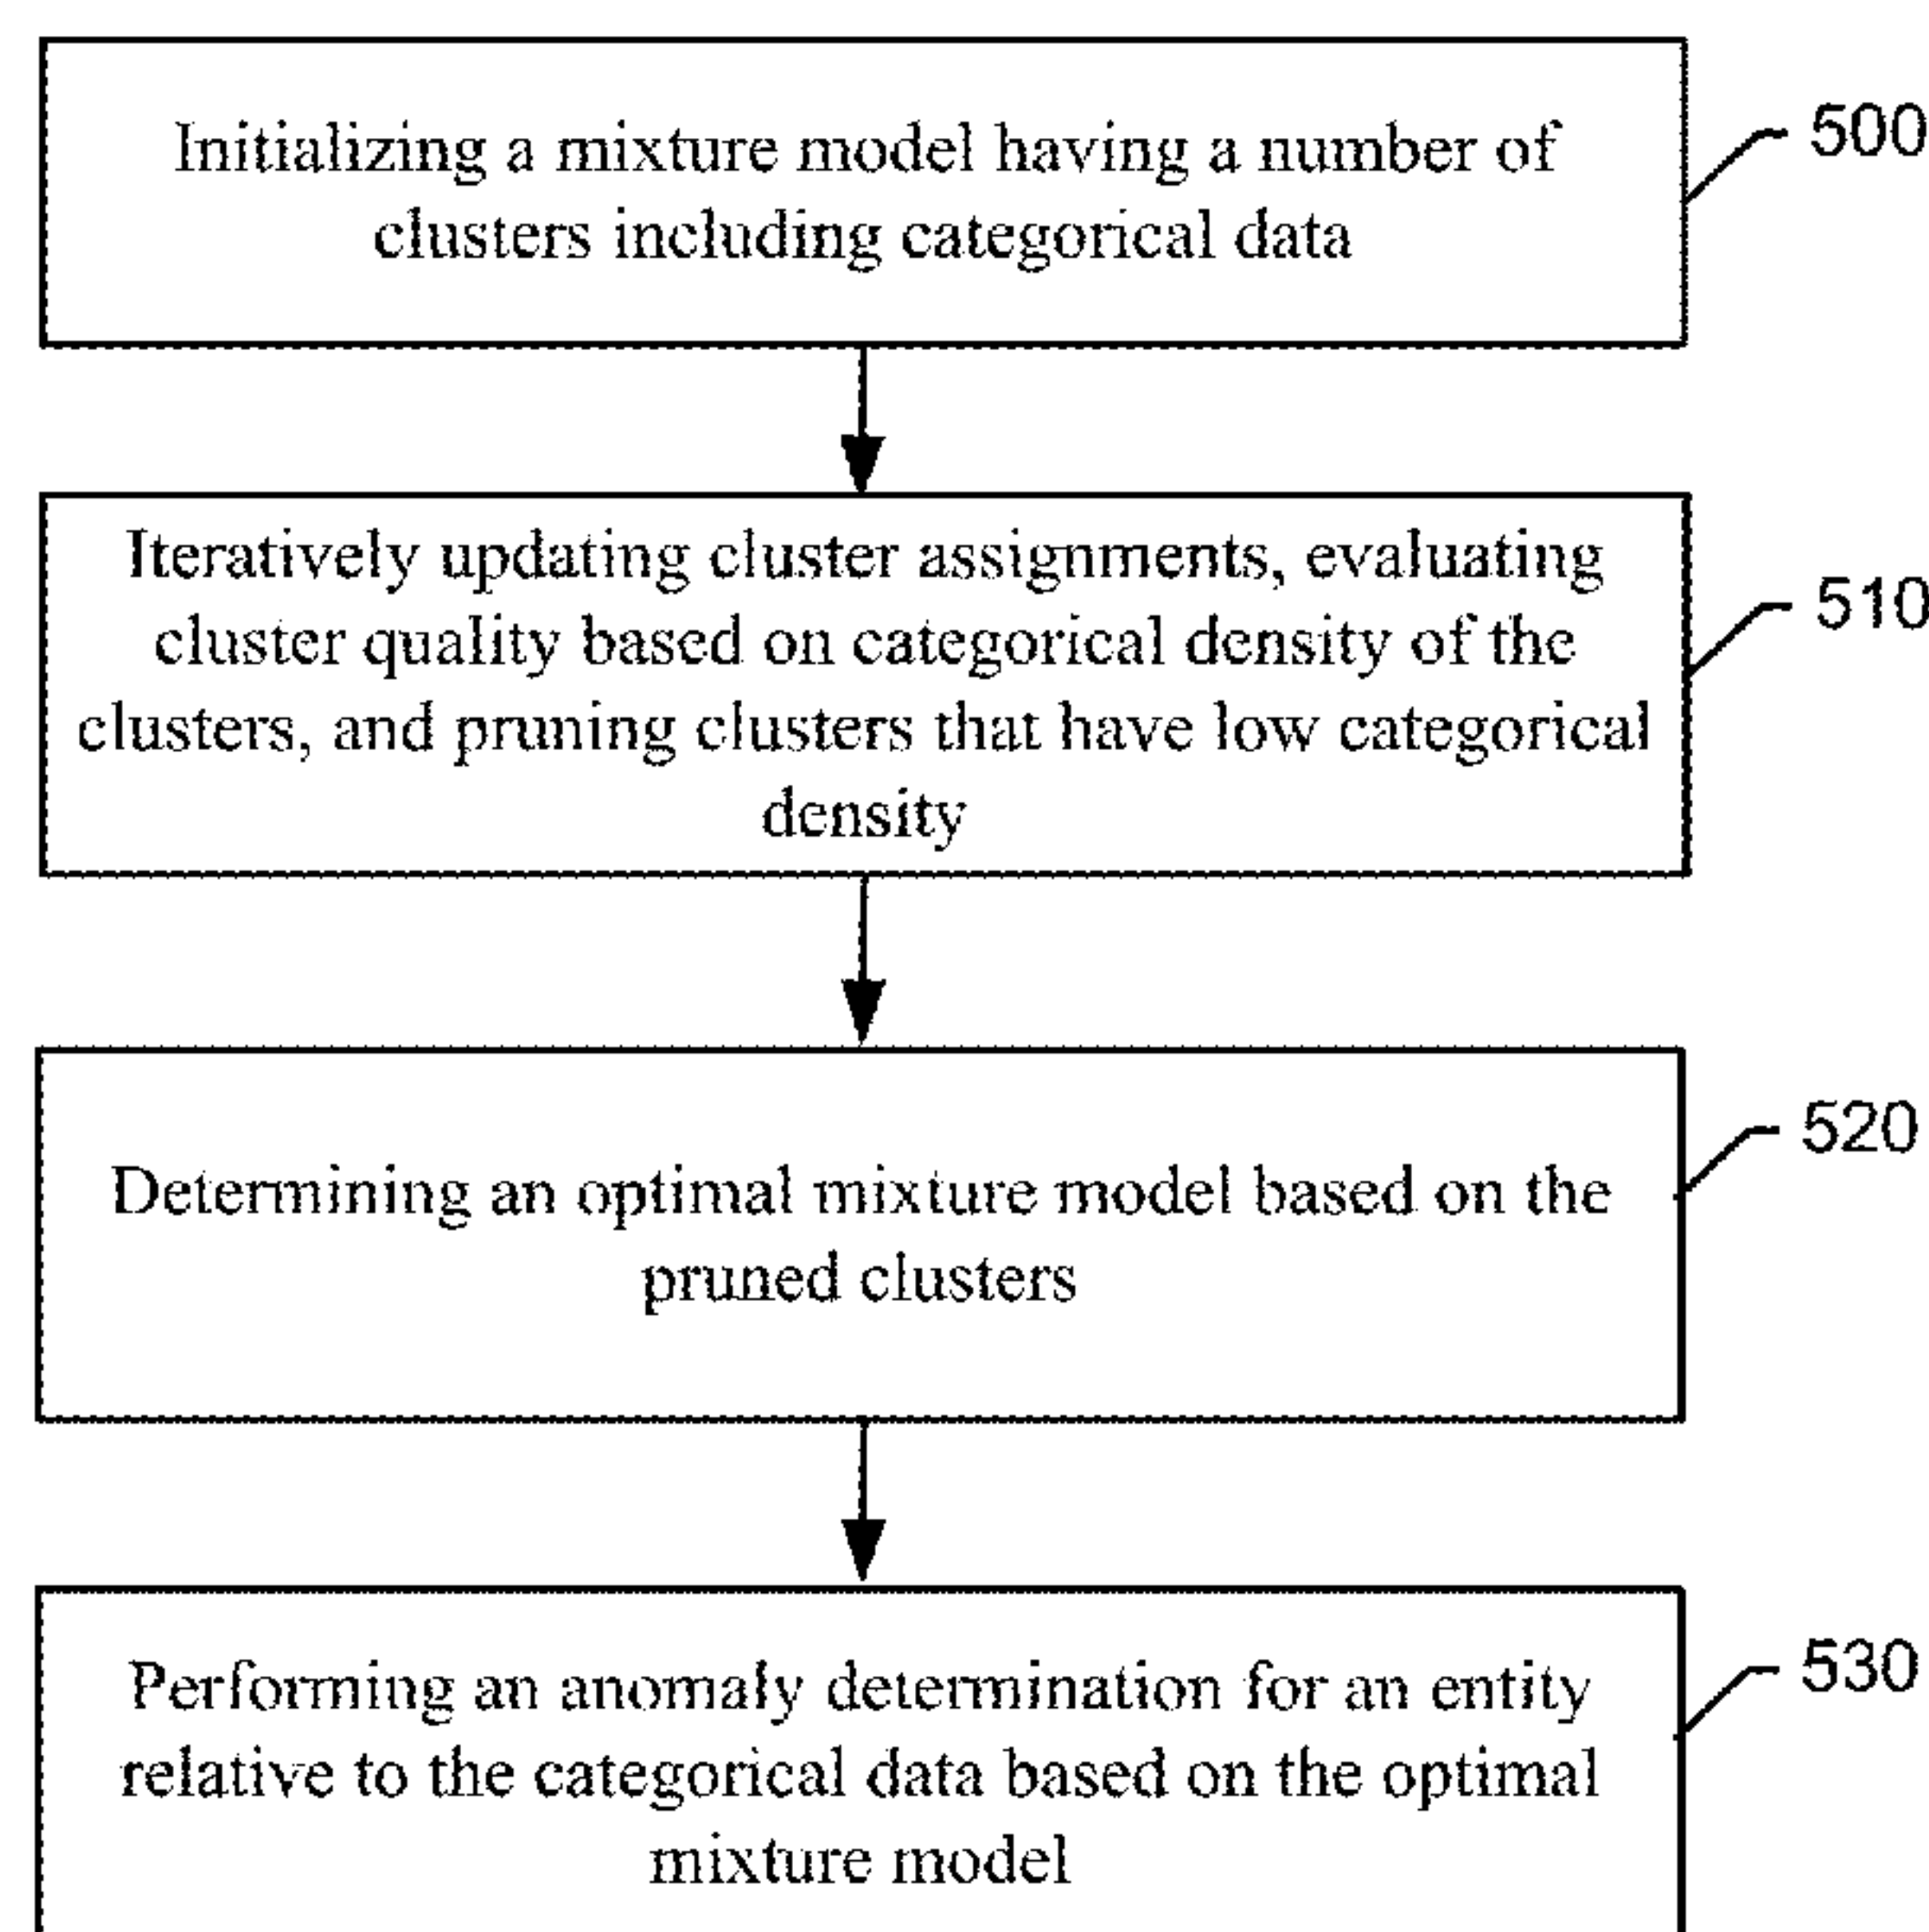 Initializing a mixture model having a number of
clusters including categorical data
500
Iteratively updating cluster assignments, evaluating
cluster quality based on categorical density of the
clusters, and pruning clusters that have low categorical
density
510
Determining an optimal mixture model based on the
pruned clusters
520
Performing an anomaly determination for an entity
relative to the categorical data based on the optimal
mixture model
530